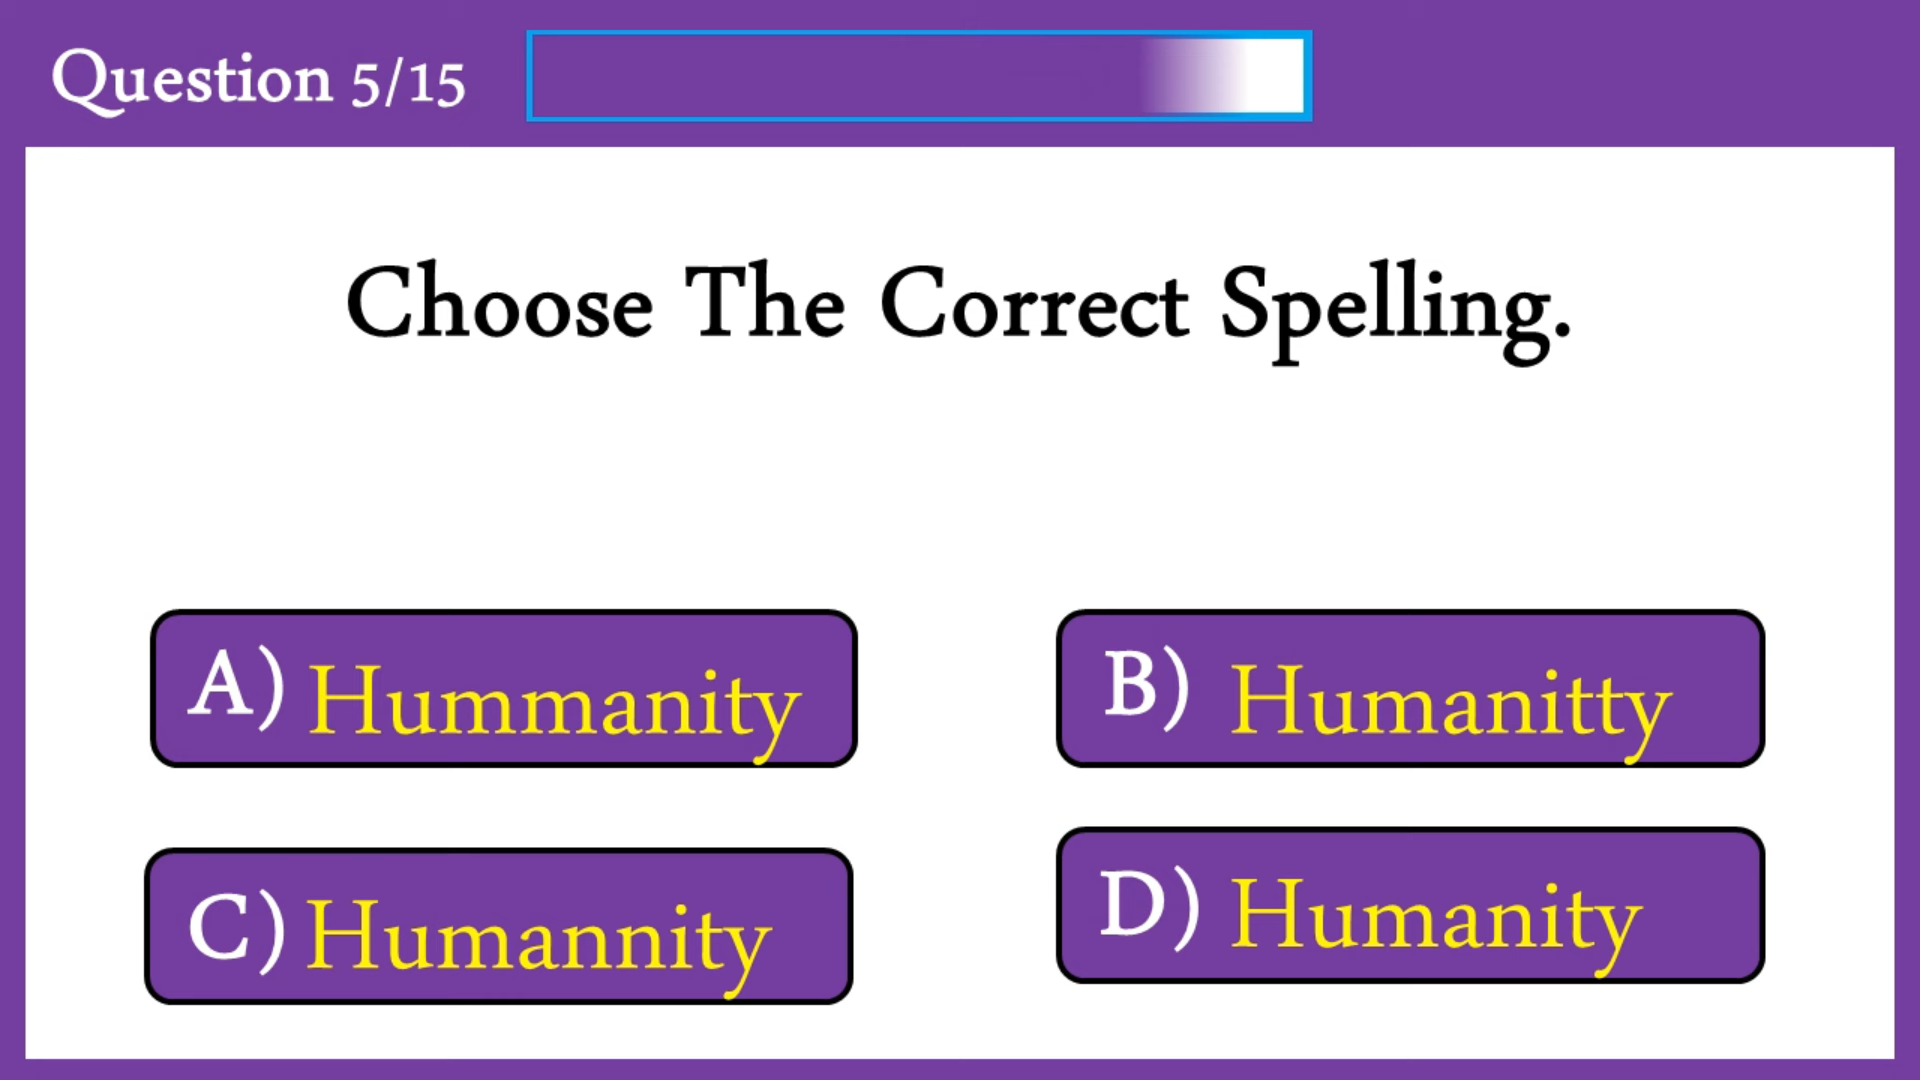 Question 5/15
Choose The Correct Spelling.
A) Hummanity
B) Humanitty
C) Humannity
D) Humanity